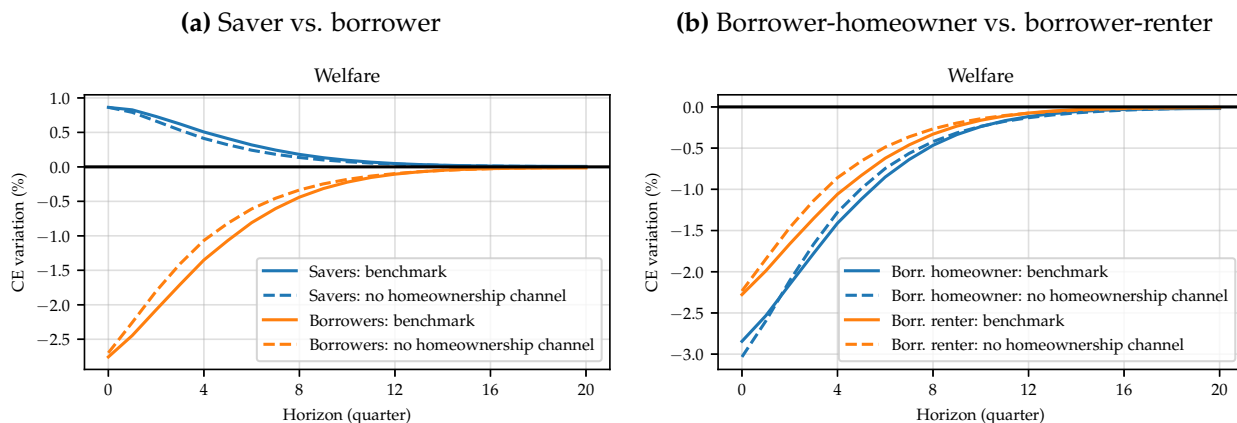 (a) Saver vs. borrower
Welfare
CE variation (%)
1.0
0.5
0.0
−0.5
−1.0
−1.5
−2.0
−2.5
0 4 8 12 16 20
Horizon (quarter)
Savers: benchmark
Savers: no homeownership channel
Borrowers: benchmark
Borrowers: no homeownership channel
(b) Borrower-homeowner vs. borrower-renter
Welfare
CE variation (%)
0.0
−0.5
−1.0
−1.5
−2.0
−2.5
−3.0
0 4 8 12 16 20
Horizon (quarter)
Borr. homeowner: benchmark
Borr. homeowner: no homeownership channel
Borr. renter: benchmark
Borr. renter: no homeownership channel